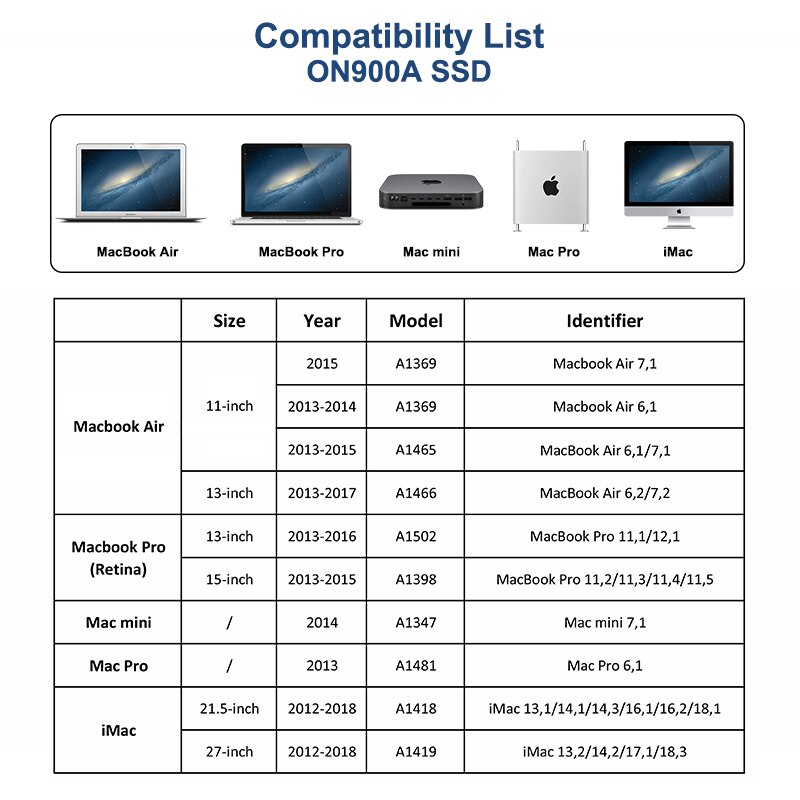 Compatibility List
ON900A SSD
MacBook Air
MacBook Pro
Mac mini
Mac Pro
iMac
Size Year Model Identifier
Macbook Air 11-inch 2015 A1369 Macbook Air 7,1
2013-2014 A1369 Macbook Air 6,1
2013-2015 A1465 MacBook Air 6,1/7,1
13-inch 2013-2017 A1466 MacBook Air 6,2/7,2
Macbook Pro
(Retina)
13-inch 2013-2016 A1502 MacBook Pro 11,1/12,1
15-inch 2013-2015 A1398 MacBook Pro 11,2/11,3/11,4/11,5
Mac mini / 2014 A1347 Mac mini 7,1
Mac Pro / 2013 A1481 Mac Pro 6,1
iMac 21.5-inch 2012-2018 A1418 iMac 13,1/14,1/14,3/16,1/16,2/18,1
27-inch 2012-2018 A1419 iMac 13,2/14,2/17,1/18,3